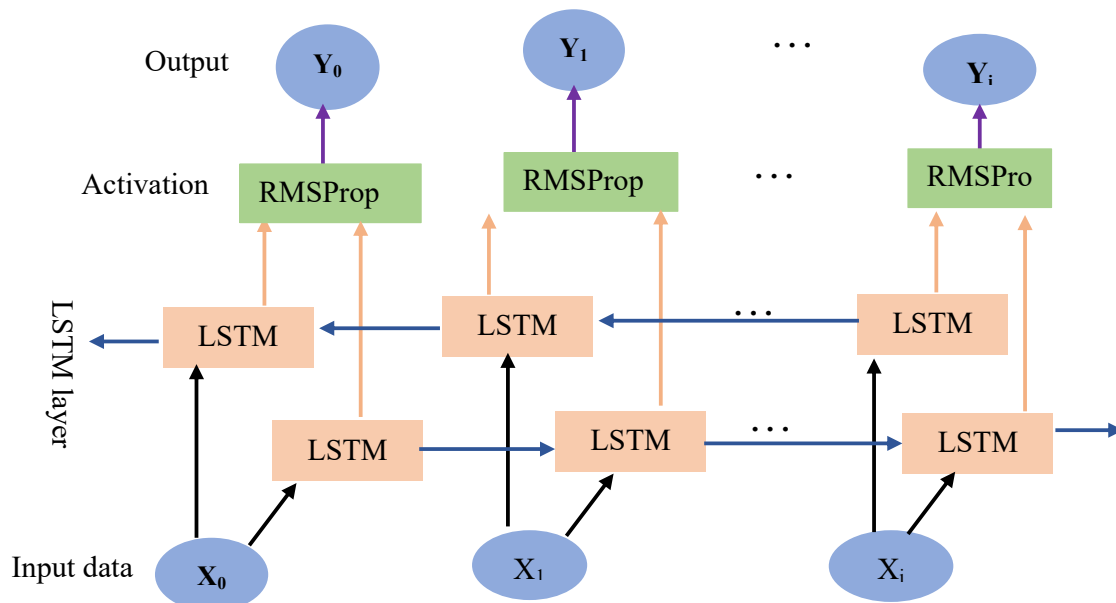 Output
Y₀
Y₁
...
Yᵢ
Activation
RMSProp
RMSProp
...
RMSPro
LSTM layer
LSTM
LSTM
...
LSTM
LSTM
LSTM
...
LSTM
Input data
X₀
X₁
Xᵢ